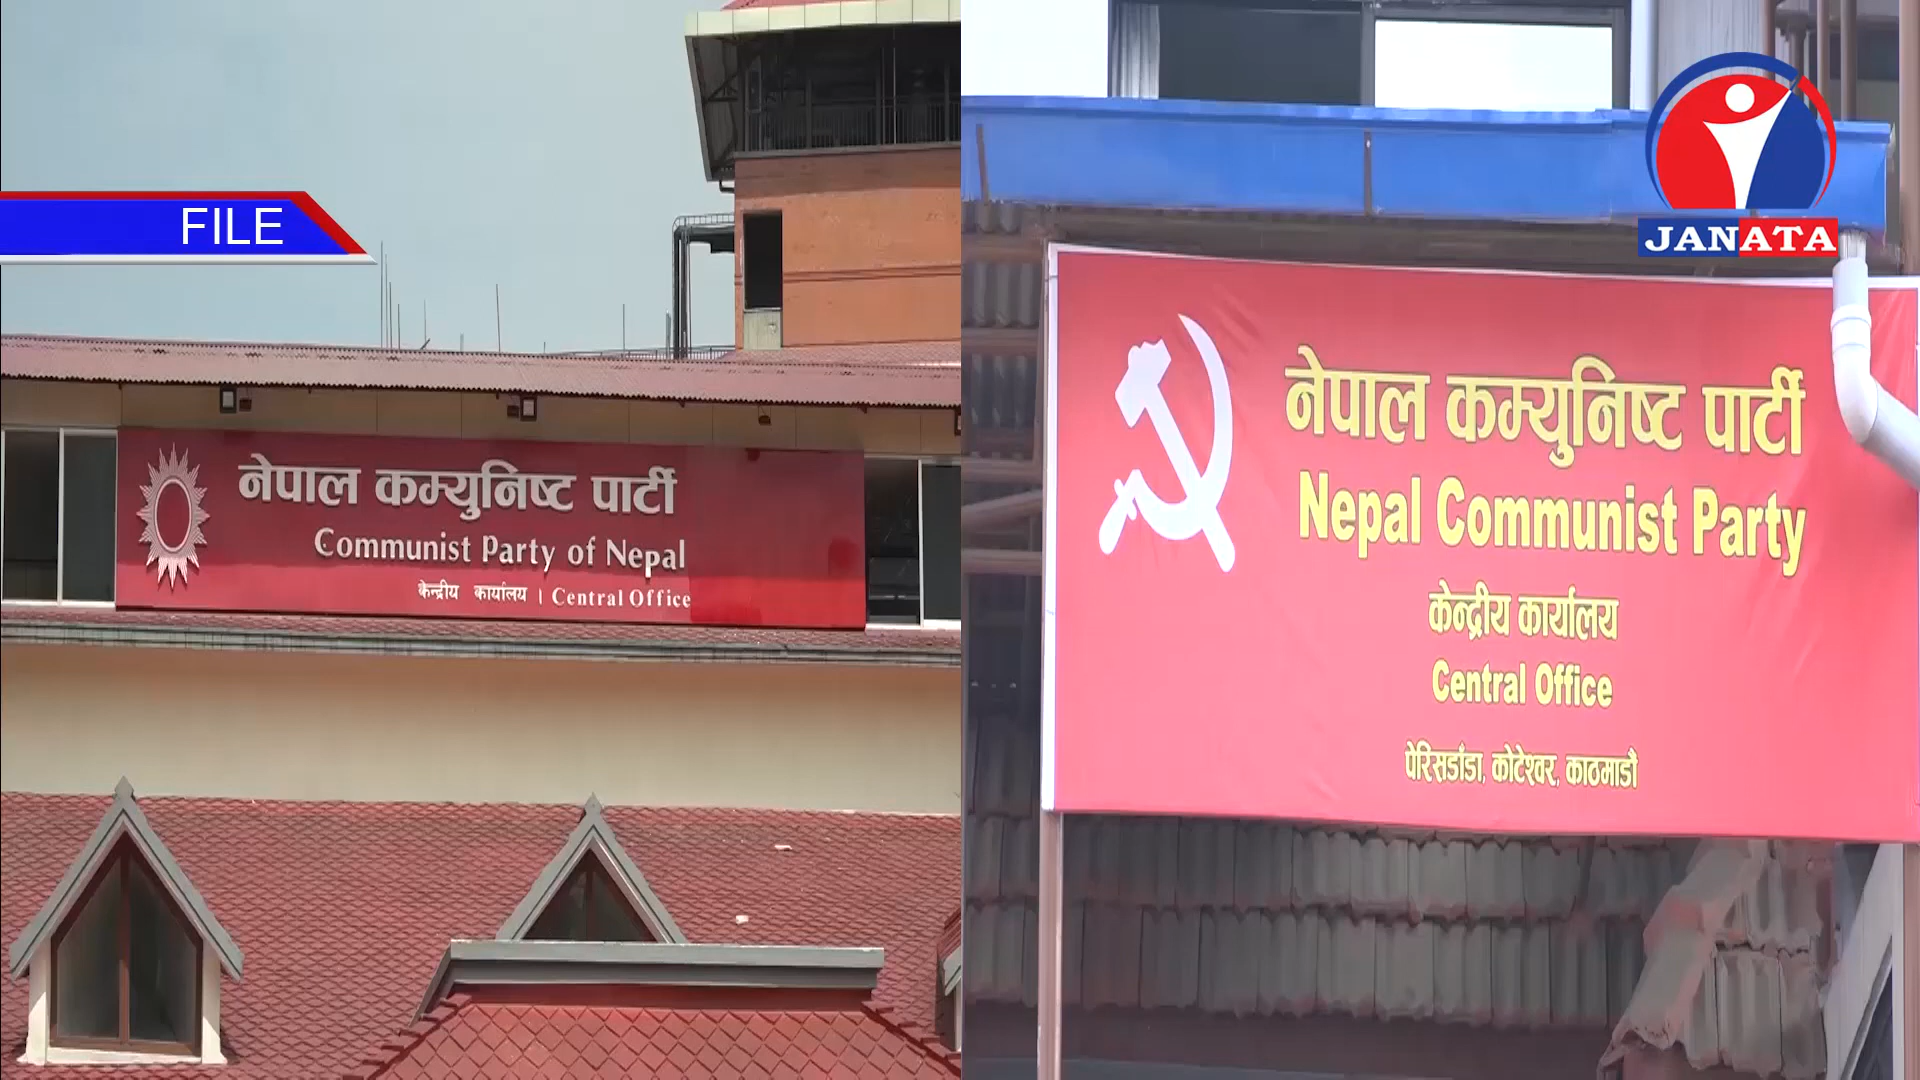 FILE
नेपाल कम्युनिष्ट पार्टी
Communist Party of Nepal
केन्द्रीय कार्यालय | Central Office
JANATA
नेपाल कम्युनिष्ट पार्टी
Nepal Communist Party
केन्द्रीय कार्यालय
Central Office
पेरिसडाँडा, कोटेश्वर, काठमाडौं